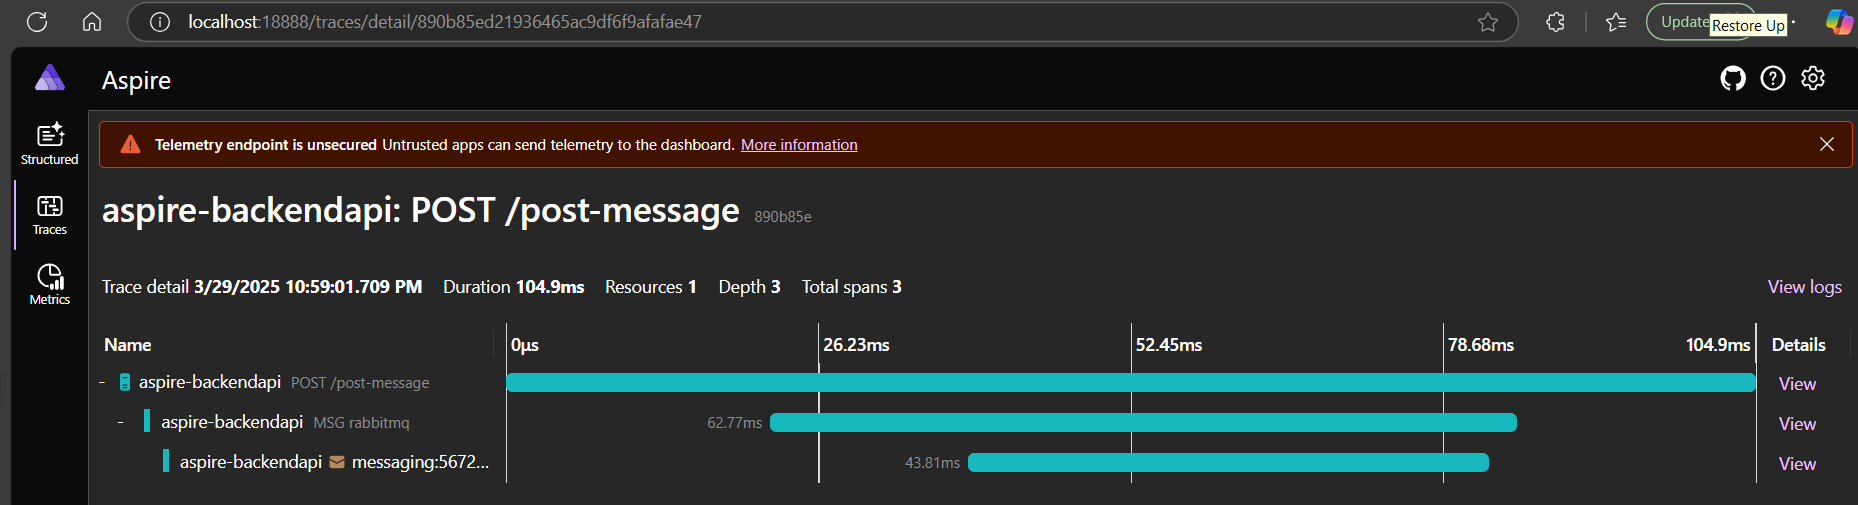 localhost:18888/traces/detail/890b85ed21936465ac9df6f9afafae47
Update
Restore Up
Aspire
Structured
Traces
Metrics
Telemetry endpoint is unsecured Untrusted apps can send telemetry to the dashboard. More information
aspire-backendapi: POST /post-message 890b85e
Trace detail 3/29/2025 10:59:01.709 PM Duration 104.9ms Resources 1 Depth 3 Total spans 3 View logs
Name 0µs 26.23ms 52.45ms 78.68ms 104.9ms Details
- aspire-backendapi POST /post-message View
- aspire-backendapi MSG rabbitmq 62.77ms View
aspire-backendapi messaging:5672... 43.81ms View